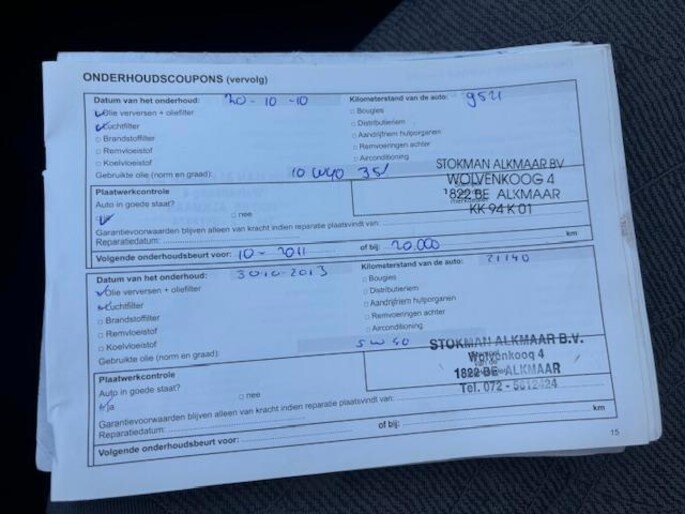 ONDERHOUDSCOUPONS (vervolg)
Datum van het onderhoud: 20-10-10 Kilometerstand van de auto: 9521
Olie verversen + oliefilter □ Bougies
Luchtfilter □ Distributieriem
□ Brandstoffilter □ Aandrijfriem hulporganen
□ Remvloeistof □ Remvoeringen achter
□ Koelvloeistof □ Airconditioning
Gebruikte olie (norm en graad): 10W40 35l
STOKMAN ALKMAAR BV
WOLVENKOOG 4
1822 BE ALKMAAR
KK 94 K 01
Plaatwerkcontrole
Auto in goede staat?
□ nee
Garantievoorwaarden blijven alleen van kracht indien reparatie plaatsvindt van:
Reparatiedatum: km
Volgende onderhoudsbeurt voor: 10-2011 of bij: 20.000
Datum van het onderhoud: 30-10-2013 Kilometerstand van de auto: 21140
Olie verversen + oliefilter □ Bougies
Luchtfilter □ Distributieriem
□ Brandstoffilter □ Aandrijfriem hulporganen
□ Remvloeistof □ Remvoeringen achter
□ Koelvloeistof □ Airconditioning
Gebruikte olie (norm en graad): 5W40
STOKMAN ALKMAAR B.V.
Wolvenkoog 4
1822 BE ALKMAAR
Tel. 072 - 5612424
Plaatwerkcontrole
Auto in goede staat?
ja □ nee
Garantievoorwaarden blijven alleen van kracht indien reparatie plaatsvindt van:
Reparatiedatum: km
Volgende onderhoudsbeurt voor: of bij:
15